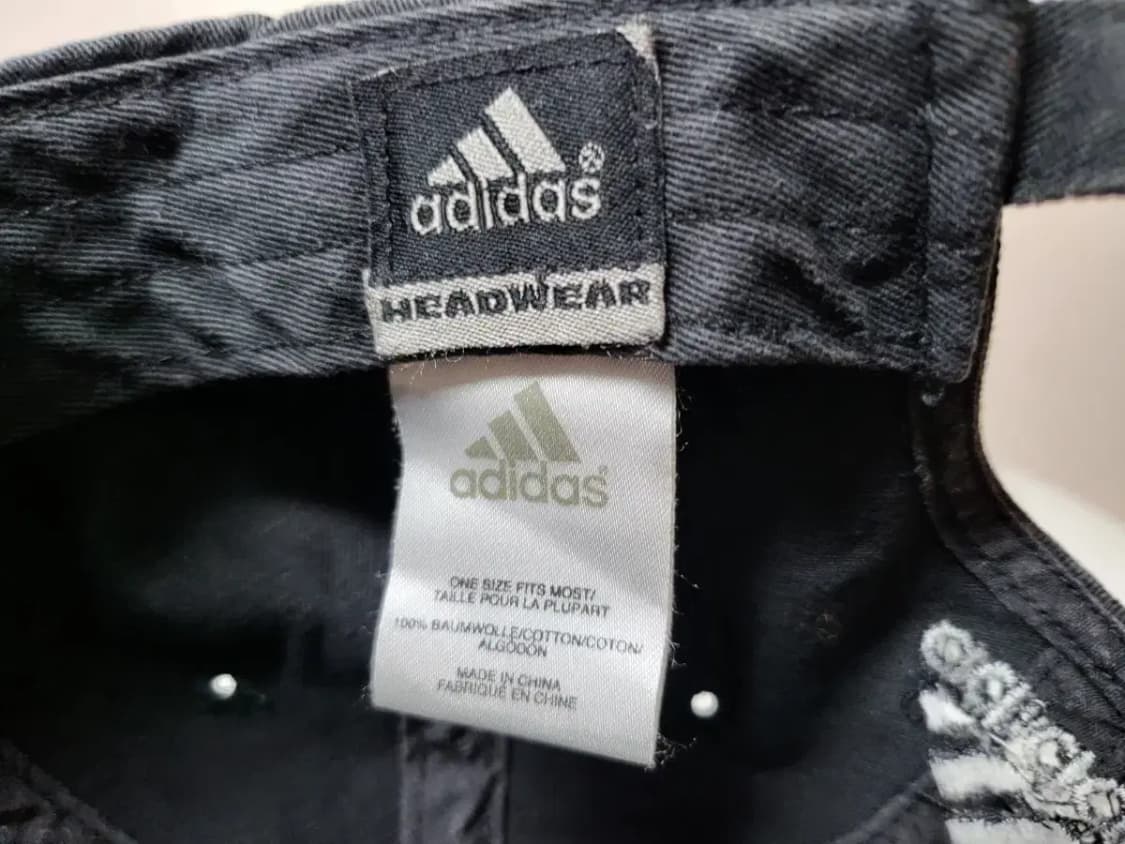 adidas®
HEADWEAR
adidas®
ONE SIZE FITS MOST/
TAILLE POUR LA PLUPART
100% BAUMWOLLE/COTTON/COTON/
ALGODÓN
MADE IN CHINA
FABRIQUÉ EN CHINE